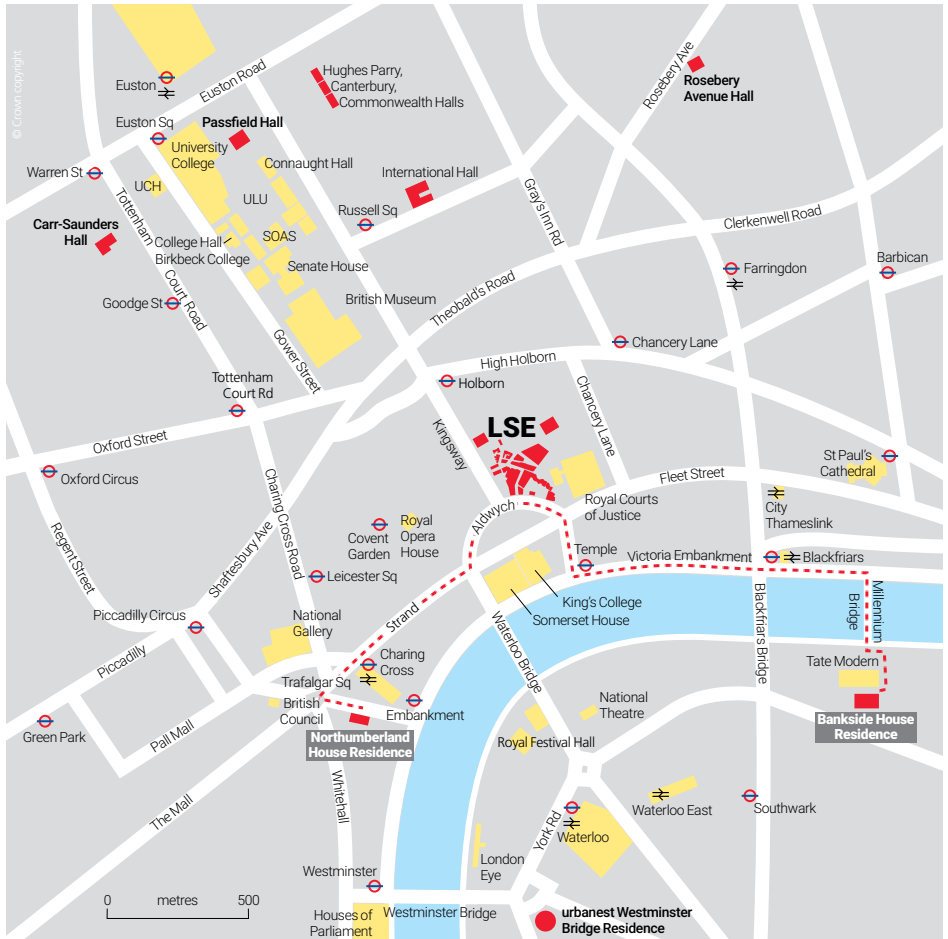 © Crown copyright
Euston
Euston Road
Hughes Parry,
Canterbury,
Commonwealth Halls
Rosebery Ave
Rosebery
Avenue Hall
Euston Sq
Passfield Hall
University
College
Warren St
UCH
Connaught Hall
ULU
International Hall
Russell Sq
Gray's Inn Rd
Clerkenwell Road
Carr-Saunders
Hall
Tottenham
Court Road
College Hall
Birkbeck College
SOAS
Senate House
Farringdon
Barbican
Goodge St
British Museum
Theobald's Road
Gower Street
Chancery Lane
High Holborn
Holborn
Tottenham
Court Rd
Chancery Lane
Oxford Street
Kingsway
LSE
Oxford Circus
Charing Cross Road
Fleet Street
St Paul's
Cathedral
Aldwych
Royal Courts
of Justice
City
Thameslink
Regent Street
Shaftesbury Ave
Covent
Garden
Royal
Opera
House
Temple
Victoria Embankment
Blackfriars
Leicester Sq
King's College
Somerset House
Blackfriars Bridge
Millennium
Bridge
Piccadilly Circus
National
Gallery
Strand
Waterloo Bridge
Piccadilly
Charing
Cross
Tate Modern
Trafalgar Sq
British
Council
Embankment
National
Theatre
Bankside House
Residence
Green Park
Pall Mall
Northumberland
House Residence
Royal Festival Hall
The Mall
Whitehall
Waterloo East
Southwark
York Rd
Waterloo
London
Eye
Westminster
0 metres 500
Houses of
Parliament
Westminster Bridge
urbanest Westminster
Bridge Residence